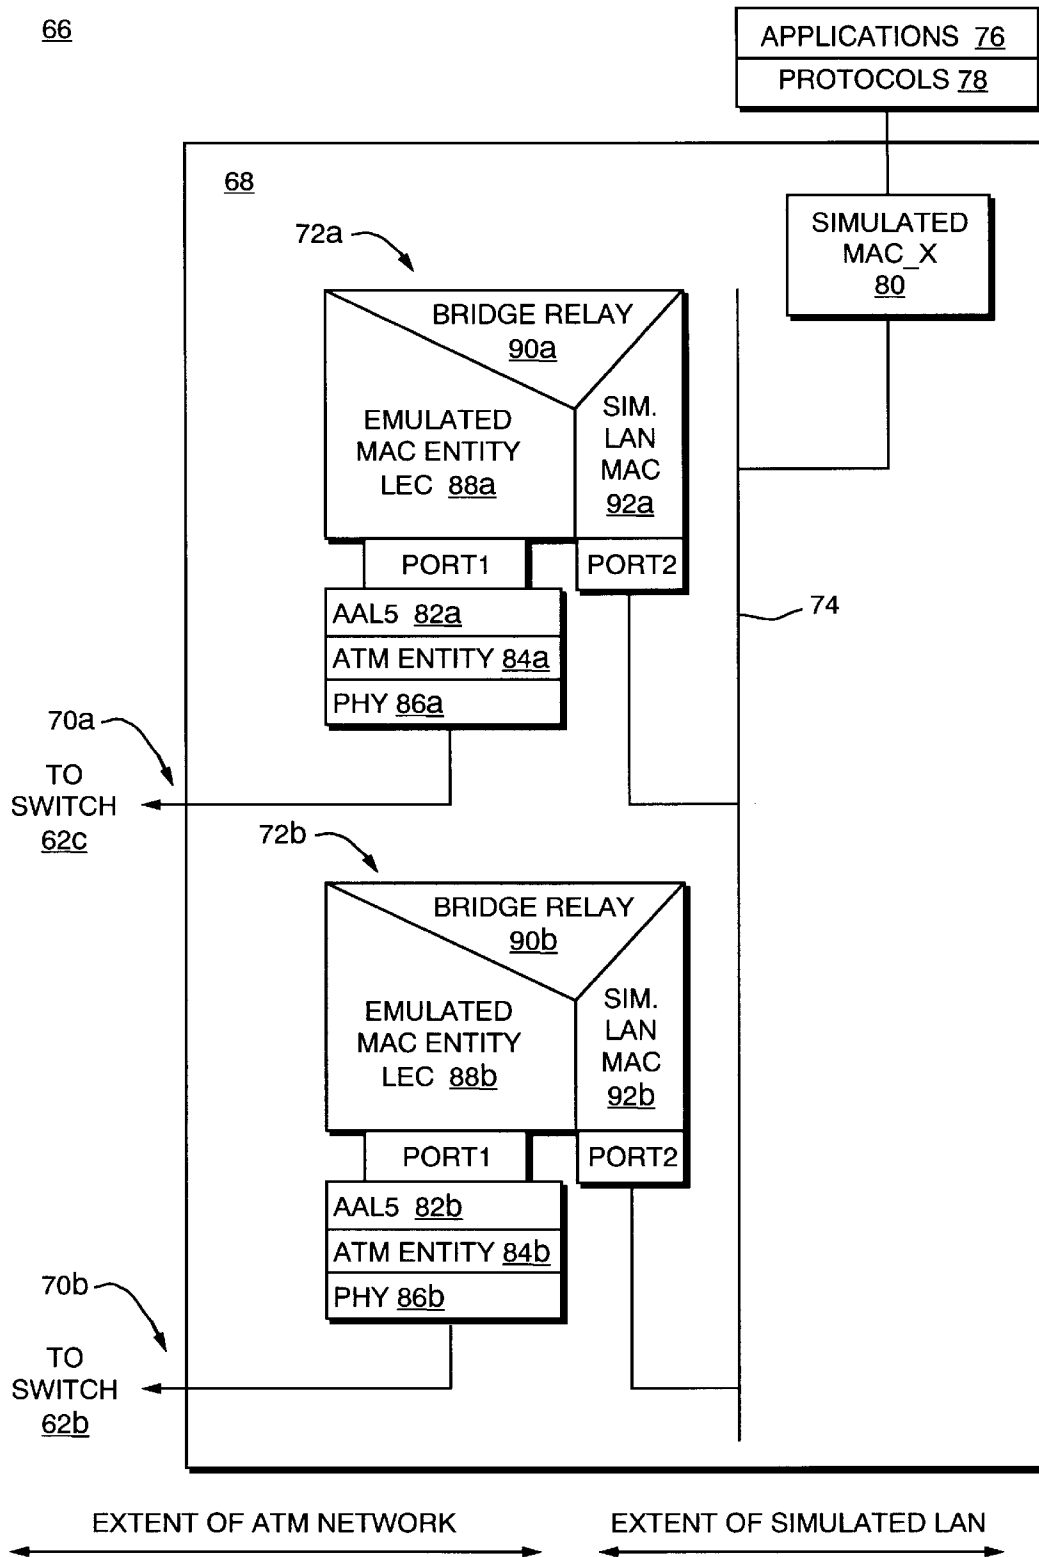 66
APPLICATIONS 76
PROTOCOLS 78
68
SIMULATED
MAC_X
80
72a
BRIDGE RELAY
90a
EMULATED
MAC ENTITY
LEC 88a
SIM.
LAN
MAC
92a
PORT1
PORT2
AAL5 82a
ATM ENTITY 84a
PHY 86a
74
70a
TO
SWITCH
62c
72b
BRIDGE RELAY
90b
EMULATED
MAC ENTITY
LEC 88b
SIM.
LAN
MAC
92b
PORT1
PORT2
AAL5 82b
ATM ENTITY 84b
PHY 86b
70b
TO
SWITCH
62b
EXTENT OF ATM NETWORK
EXTENT OF SIMULATED LAN